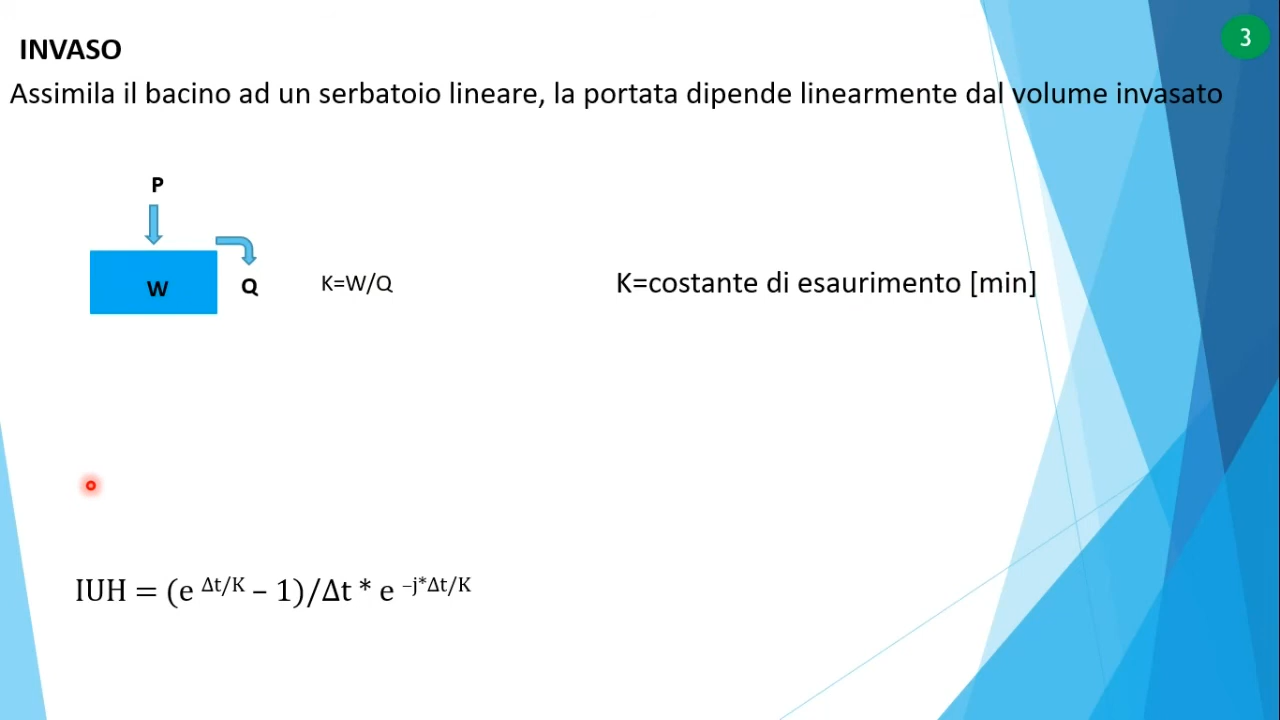 3
INVASO
Assimila il bacino ad un serbatoio lineare, la portata dipende linearmente dal volume invasato
P
W
Q
K=W/Q
K=costante di esaurimento [min]
IUH = (e Δt/K – 1)/Δt * e –j*Δt/K